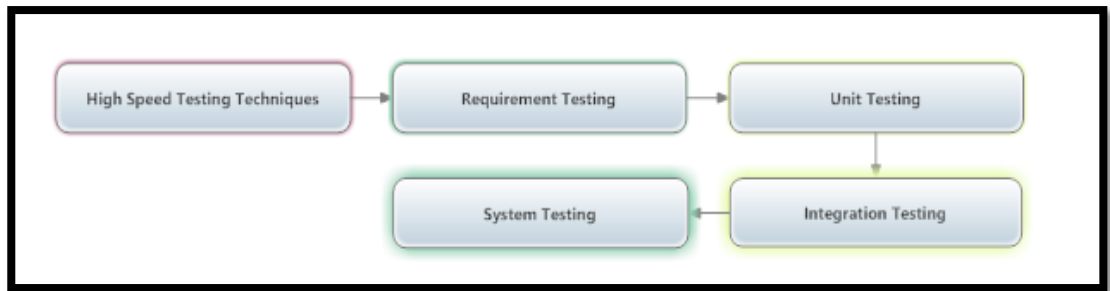 High Speed Testing Techniques
Requirement Testing
Unit Testing
Integration Testing
System Testing